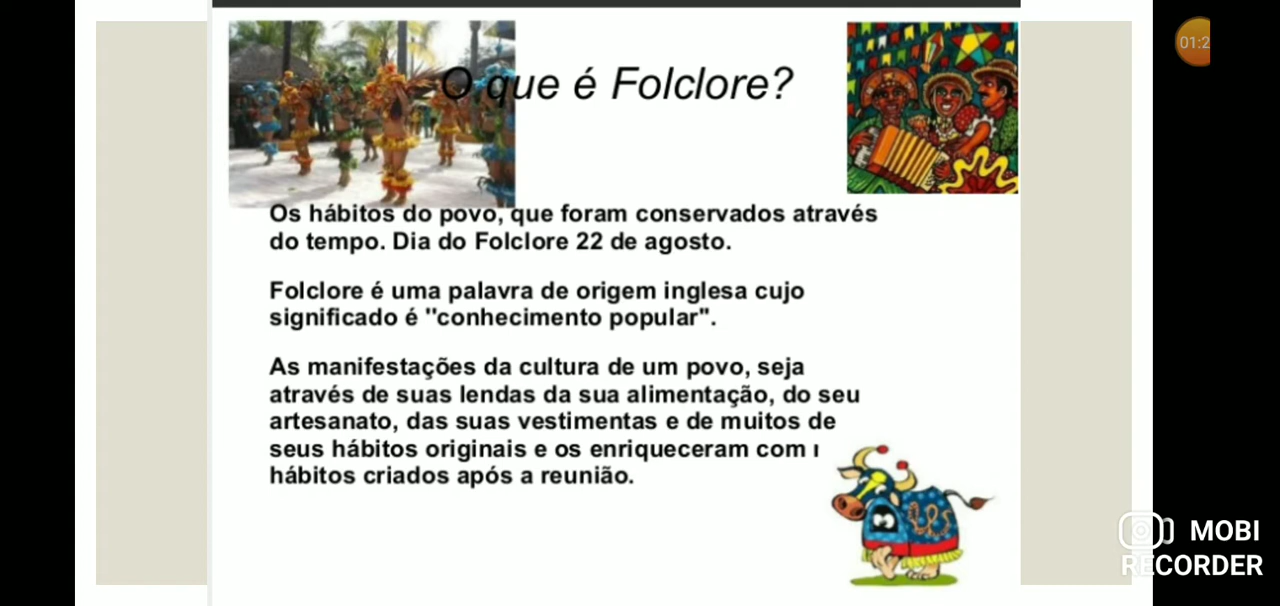 O que é Folclore?
Os hábitos do povo, que foram conservados através
do tempo. Dia do Folclore 22 de agosto.
Folclore é uma palavra de origem inglesa cujo
significado é "conhecimento popular".
As manifestações da cultura de um povo, seja
através de suas lendas da sua alimentação, do seu
artesanato, das suas vestimentas e de muitos de
seus hábitos originais e os enriqueceram com
hábitos criados após a reunião.
01:2
MOBI
RECORDER